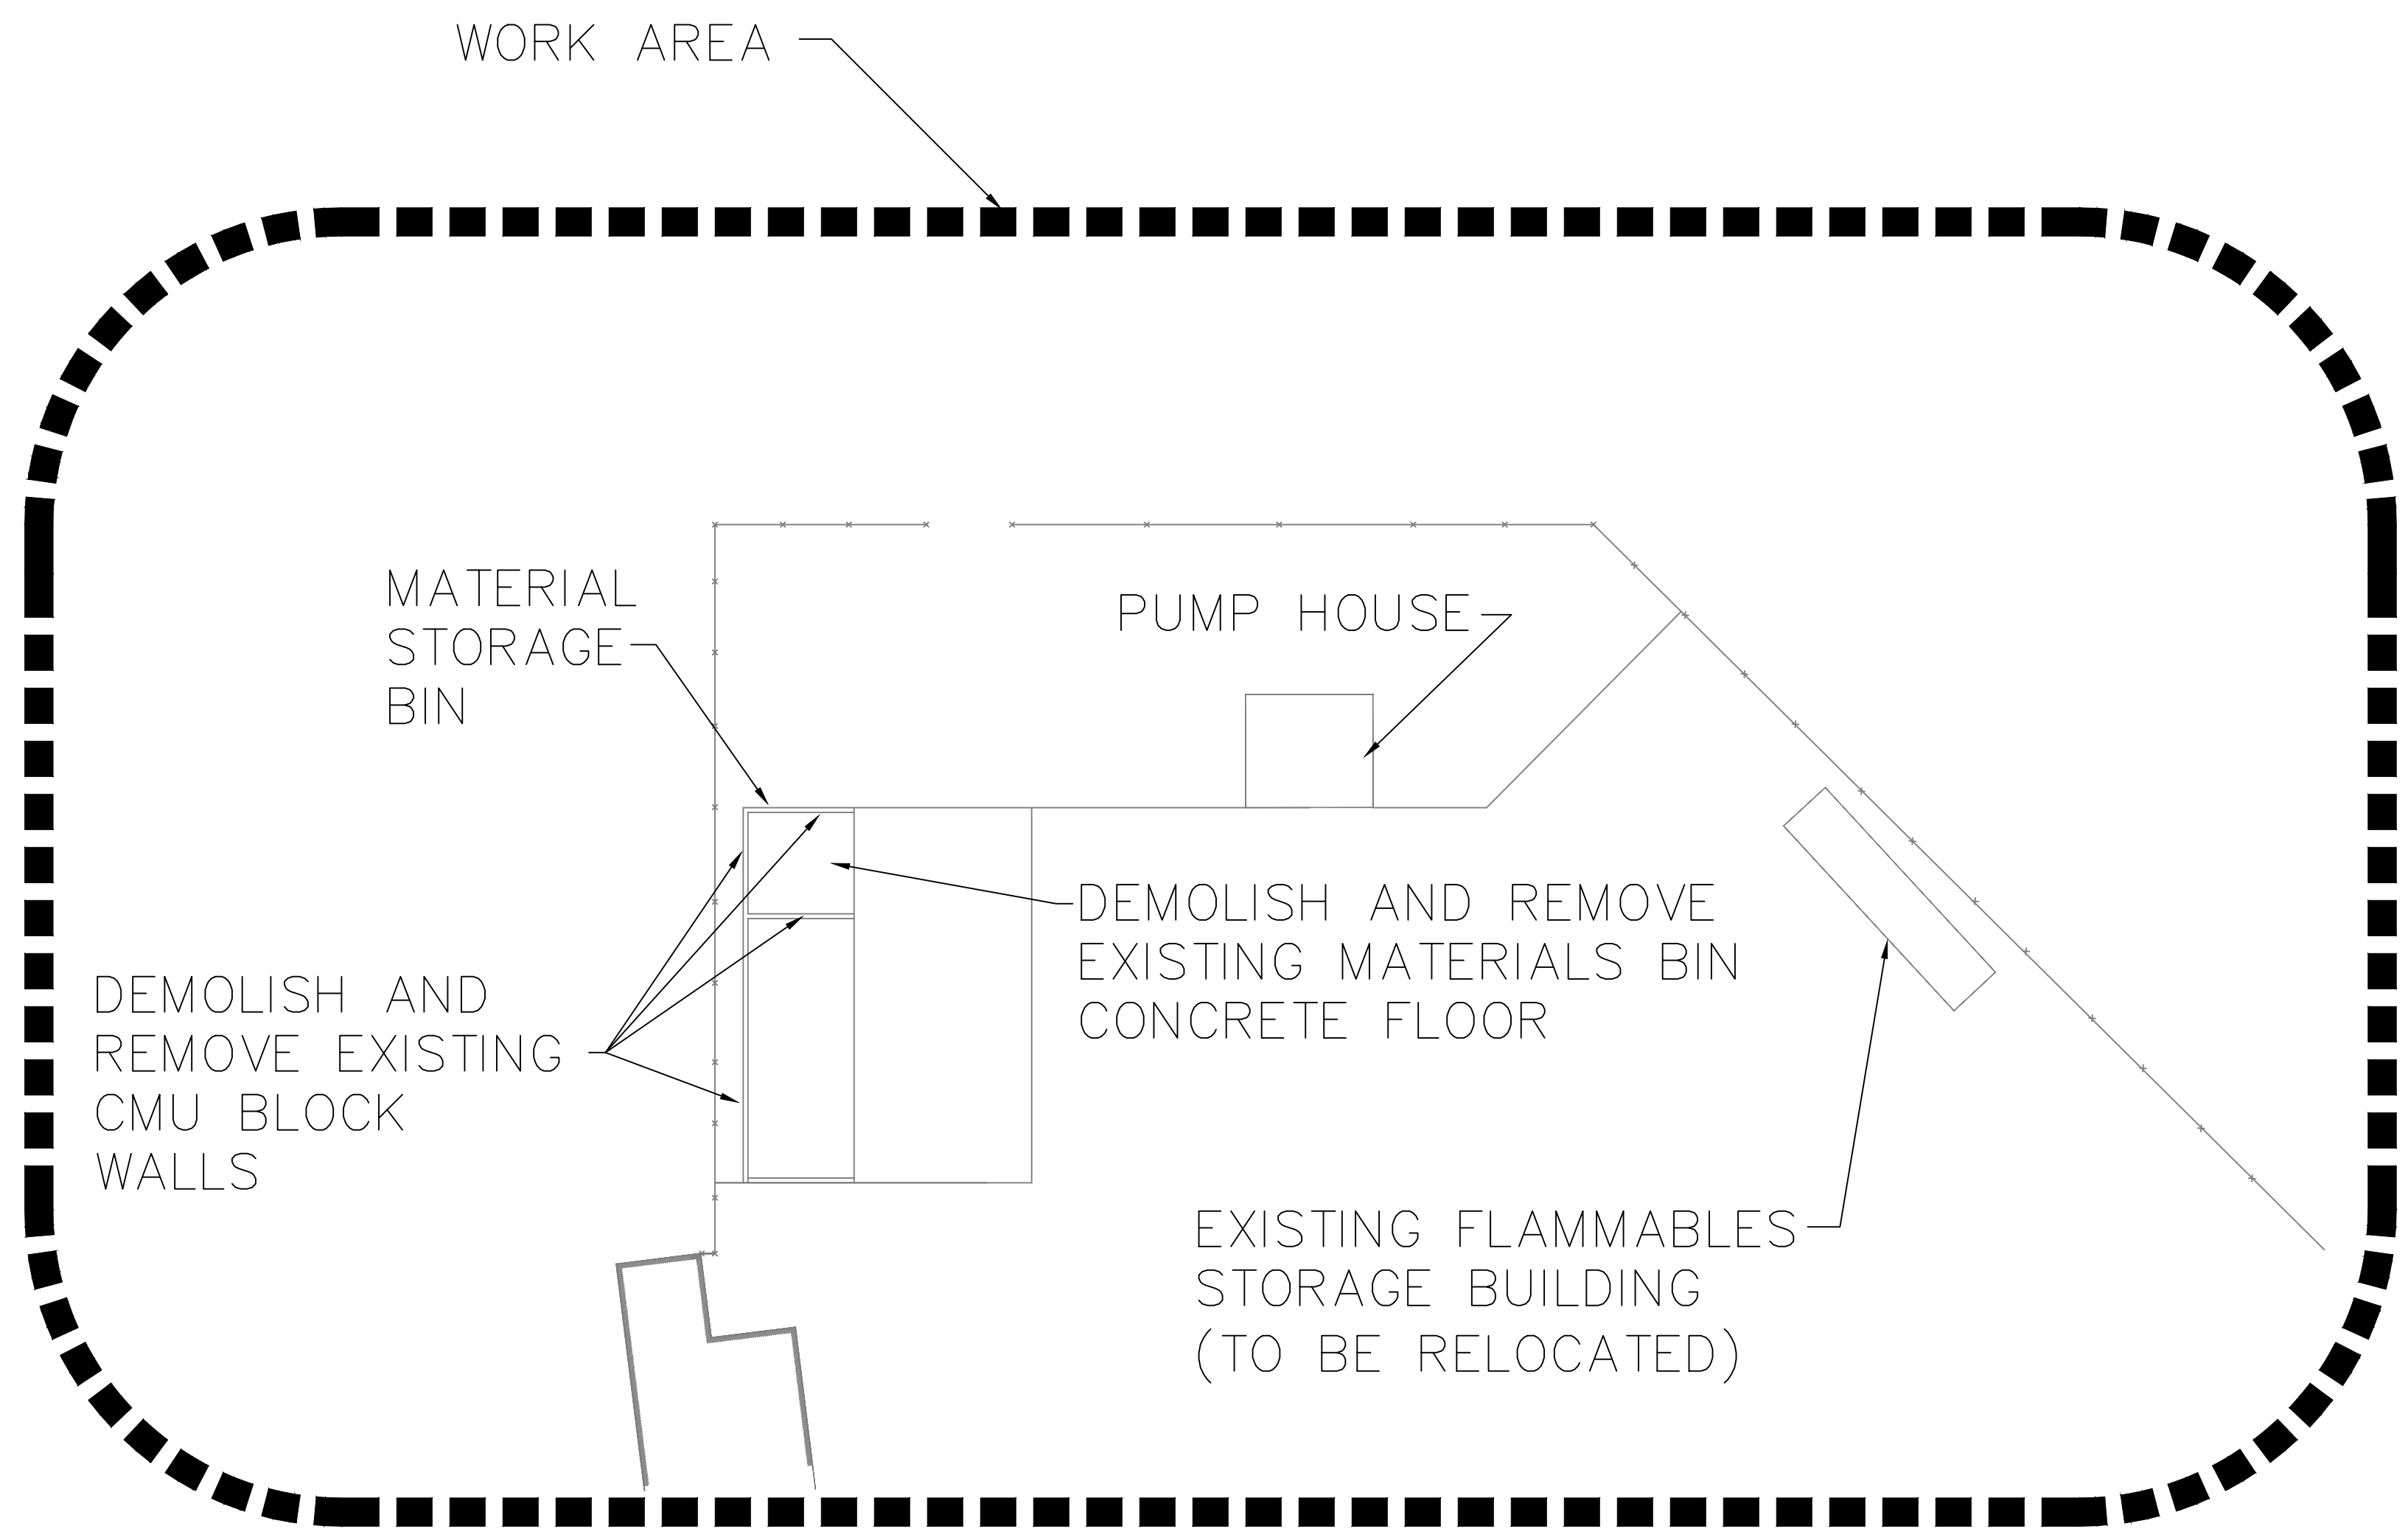 WORK AREA
MATERIAL
STORAGE
BIN
PUMP HOUSE
DEMOLISH AND REMOVE
EXISTING MATERIALS BIN
CONCRETE FLOOR
DEMOLISH AND
REMOVE EXISTING
CMU BLOCK
WALLS
EXISTING FLAMMABLES
STORAGE BUILDING
(TO BE RELOCATED)